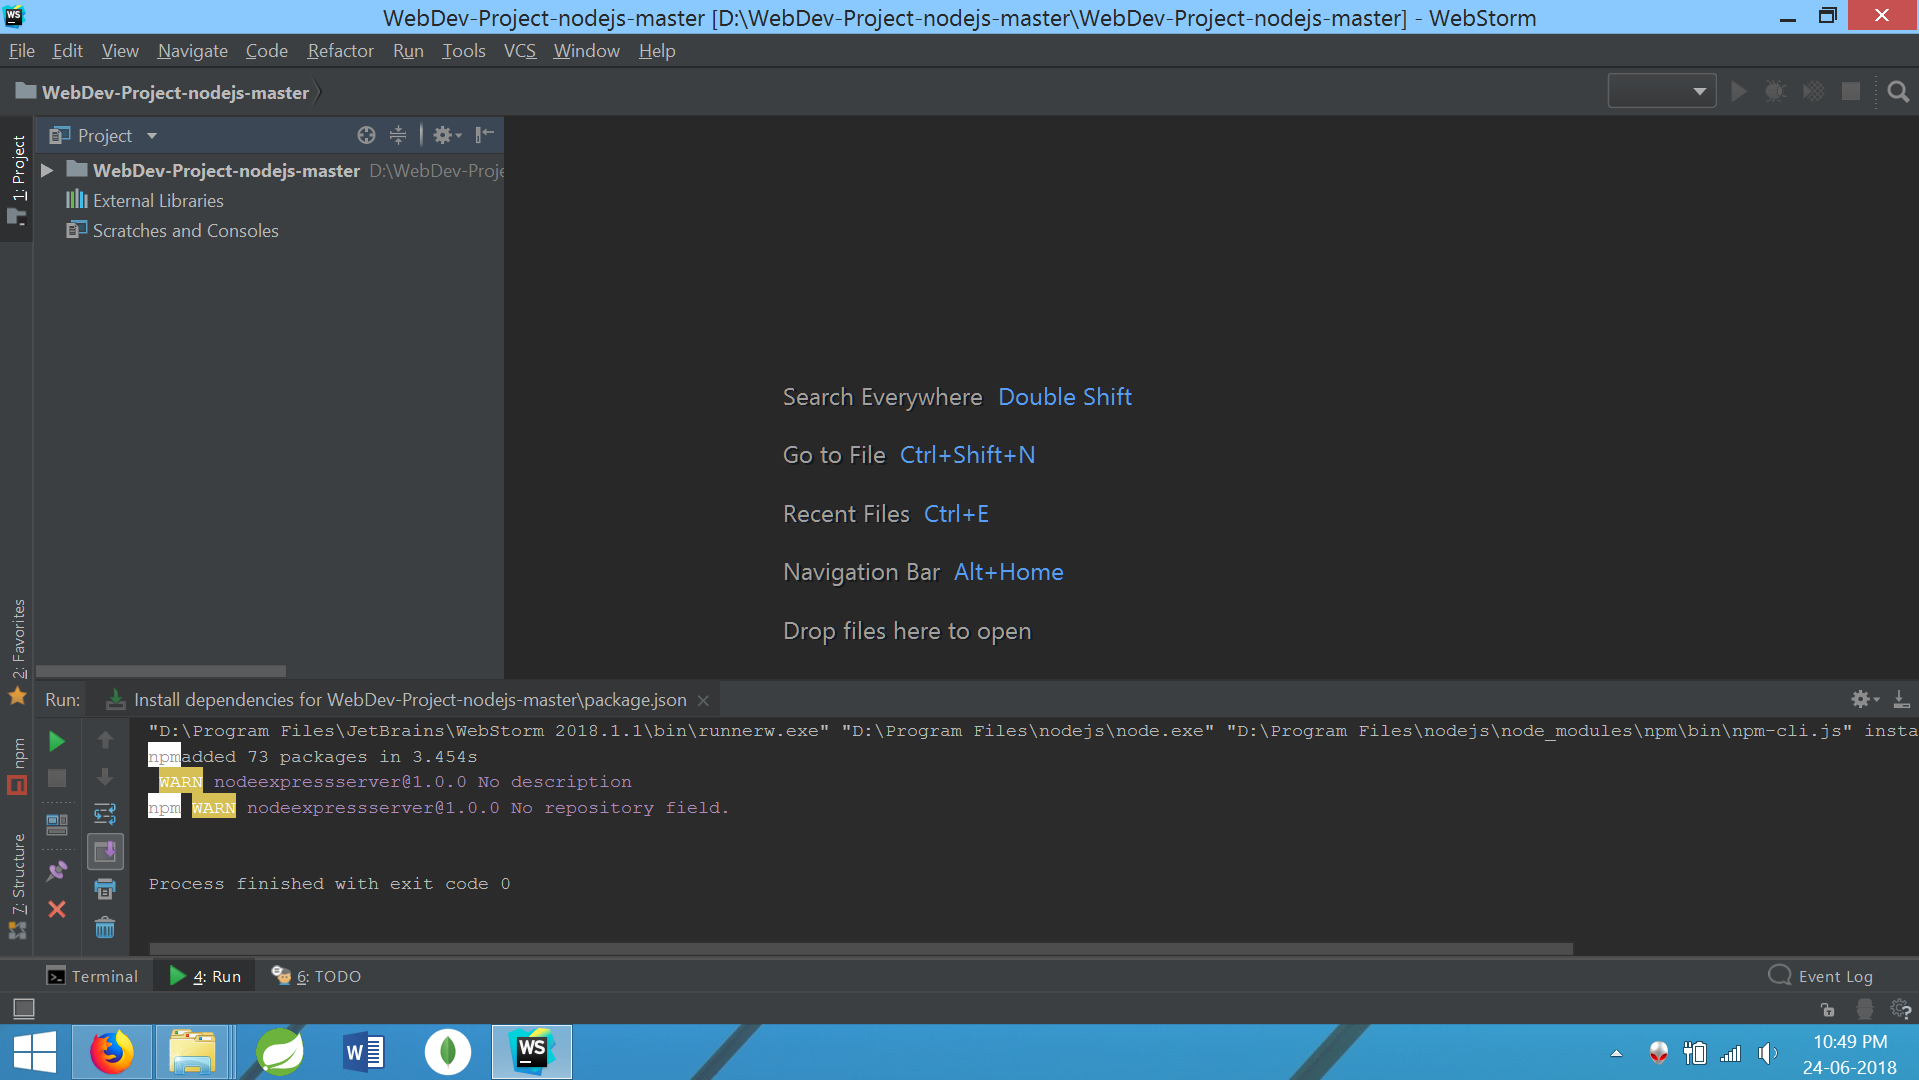 WS
WebDev-Project-nodejs-master [D:\WebDev-Project-nodejs-master\WebDev-Project-nodejs-master] - WebStorm
File Edit View Navigate Code Refactor Run Tools VCS Window Help
WebDev-Project-nodejs-master
1: Project
Project
WebDev-Project-nodejs-master D:\WebDev-Proje
External Libraries
Scratches and Consoles
Search Everywhere Double Shift
Go to File Ctrl+Shift+N
Recent Files Ctrl+E
Navigation Bar Alt+Home
Drop files here to open
2: Favorites
npm
7: Structure
Run: Install dependencies for WebDev-Project-nodejs-master\package.json
"D:\Program Files\JetBrains\WebStorm 2018.1.1\bin\runnerw.exe" "D:\Program Files\nodejs\node.exe" "D:\Program Files\nodejs\node_modules\npm\bin\npm-cli.js" insta
npmadded 73 packages in 3.454s
WARN nodeexpressserver@1.0.0 No description
npm WARN nodeexpressserver@1.0.0 No repository field.
Process finished with exit code 0
Terminal 4: Run 6: TODO Event Log
W WS
10:49 PM
24-06-2018